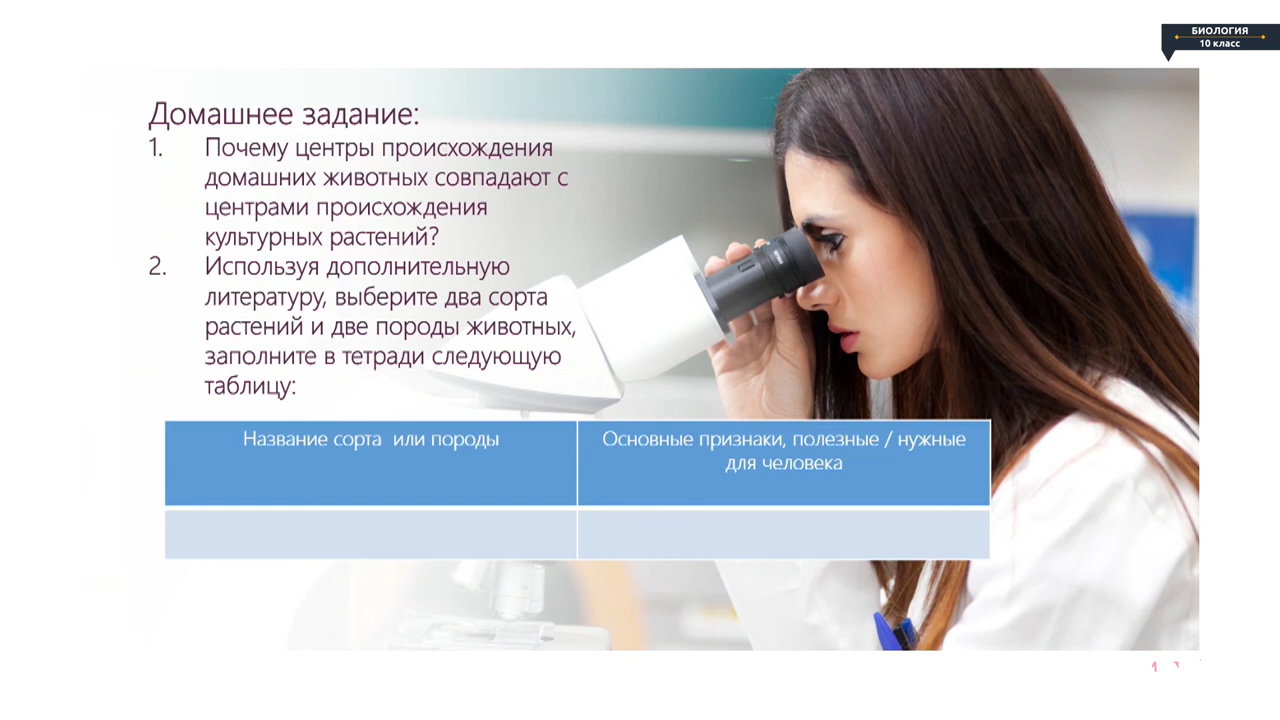 БИОЛОГИЯ
10 класс
Домашнее задание:
1. Почему центры происхождения
домашних животных совпадают с
центрами происхождения
культурных растений?
2. Используя дополнительную
литературу, выберите два сорта
растений и две породы животных,
заполните в тетради следующую
таблицу:
Название сорта или породы
Основные признаки, полезные / нужные
для человека